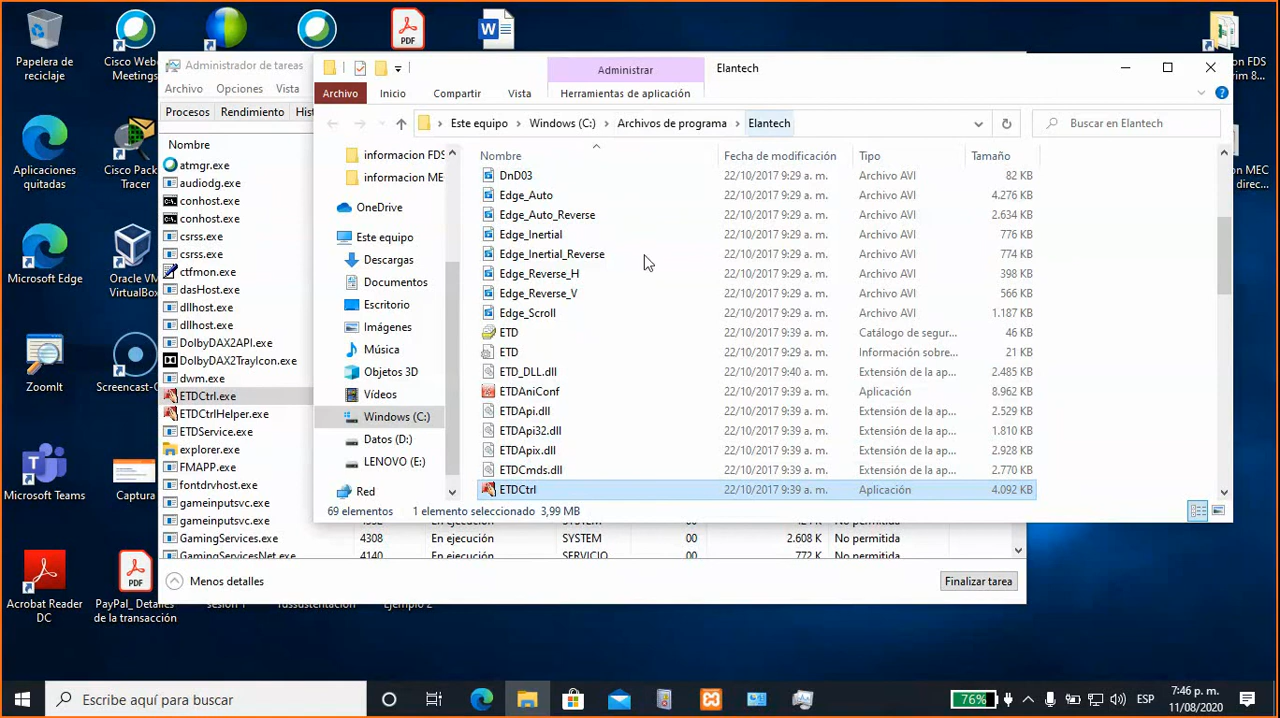 Papelera de
reciclaje
Cisco Web
Meetings
Aplicaciones
quitadas
Cisco Pack
Tracer
Microsoft Edge
Oracle VM
VirtualBox
ZoomIt
Screencast-O
Microsoft Teams
Captura
Acrobat Reader
DC
PayPal_ Detalles
de la transacción
PDF
PDF
Administrador de tareas
Archivo Opciones Vista
Procesos Rendimiento
Nombre
atmgr.exe
audiodg.exe
conhost.exe
conhost.exe
csrss.exe
csrss.exe
ctfmon.exe
dasHost.exe
dllhost.exe
dllhost.exe
DolbyDAX2API.exe
DolbyDAX2TrayIcon.exe
dwm.exe
ETDCtrl.exe
ETDCtrlHelper.exe
ETDService.exe
explorer.exe
FMAPP.exe
fontdrvhost.exe
gameinputsvc.exe
gameinputsvc.exe
GamingServices.exe 4308 En ejecución SYSTEM 00 2.608 K No permitida
GamingServicesNet.exe 4140 En ejecución SERVICIO 00 772 K No permitida
Menos detalles
Finalizar tarea
Administrar Elantech
Archivo Inicio Compartir Vista Herramientas de aplicación
Este equipo > Windows (C:) > Archivos de programa > Elantech
Buscar en Elantech
informacion FDS
informacion ME
OneDrive
Este equipo
Descargas
Documentos
Escritorio
Imágenes
Música
Objetos 3D
Vídeos
Windows (C:)
Datos (D:)
LENOVO (E:)
Red
Nombre Fecha de modificación Tipo Tamaño
DnD03 22/10/2017 9:29 a. m. Archivo AVI 82 KB
Edge_Auto 22/10/2017 9:29 a. m. Archivo AVI 4.276 KB
Edge_Auto_Reverse 22/10/2017 9:29 a. m. Archivo AVI 2.634 KB
Edge_Inertial 22/10/2017 9:29 a. m. Archivo AVI 776 KB
Edge_Inertial_Reverse 22/10/2017 9:29 a. m. Archivo AVI 774 KB
Edge_Reverse_H 22/10/2017 9:29 a. m. Archivo AVI 398 KB
Edge_Reverse_V 22/10/2017 9:29 a. m. Archivo AVI 566 KB
Edge_Scroll 22/10/2017 9:29 a. m. Archivo AVI 1.187 KB
ETD 22/10/2017 9:29 a. m. Catálogo de segur... 46 KB
ETD 22/10/2017 9:29 a. m. Información sobre... 21 KB
ETD_DLL.dll 22/10/2017 9:40 a. m. Extensión de la ap... 2.485 KB
ETDAniConf 22/10/2017 9:39 a. m. Aplicación 8.962 KB
ETDApi.dll 22/10/2017 9:39 a. m. Extensión de la ap... 2.529 KB
ETDApi32.dll 22/10/2017 9:39 a. m. Extensión de la ap... 1.810 KB
ETDApix.dll 22/10/2017 9:39 a. m. Extensión de la ap... 2.928 KB
ETDCmds.dll 22/10/2017 9:39 a. m. Extensión de la ap... 2.770 KB
ETDCtrl 22/10/2017 9:39 a. m. Aplicación 4.092 KB
69 elementos 1 elemento seleccionado 3,99 MB
Escribe aquí para buscar
76%
ESP
7:46 p. m.
11/08/2020